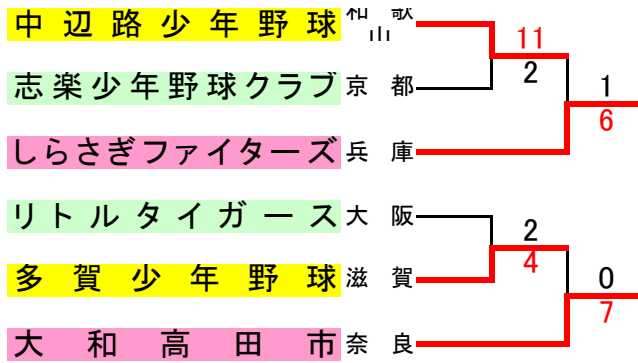 中辺路少年野球 和歌山
11
志楽少年野球クラブ 京都
2
1
しらさぎファイターズ 兵庫
6
リトルタイガース 大阪
2
多賀少年野球 滋賀
4
0
大和高田市 奈良
7